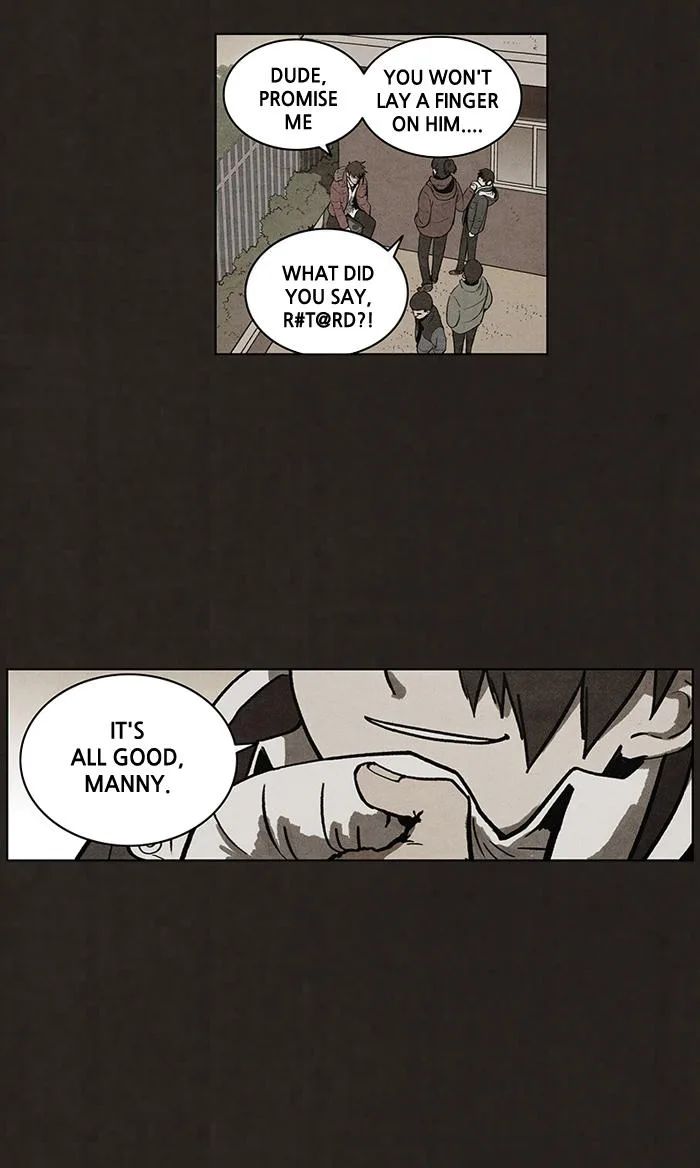 DUDE,
PROMISE
ME
YOU WON'T
LAY A FINGER
ON HIM....
WHAT DID
YOU SAY,
R#T@RD?!
IT'S
ALL GOOD,
MANNY.